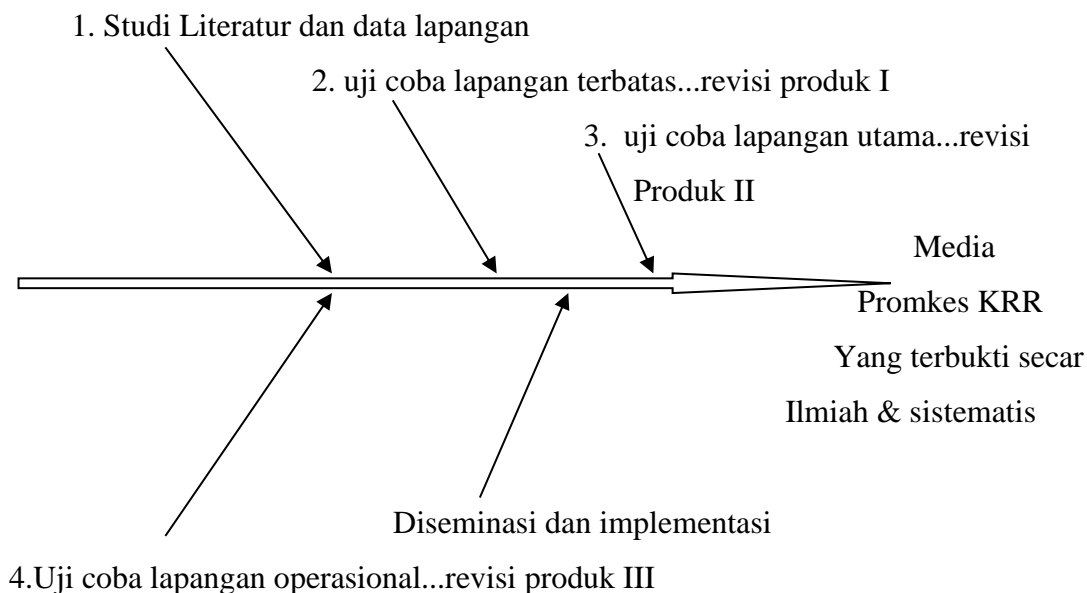 1. Studi Literatur dan data lapangan
2. uji coba lapangan terbatas...revisi produk I
3. uji coba lapangan utama...revisi
Produk II
Media
Promkes KRR
Yang terbukti secar
Ilmiah & sistematis
Diseminasi dan implementasi
4.Uji coba lapangan operasional...revisi produk III